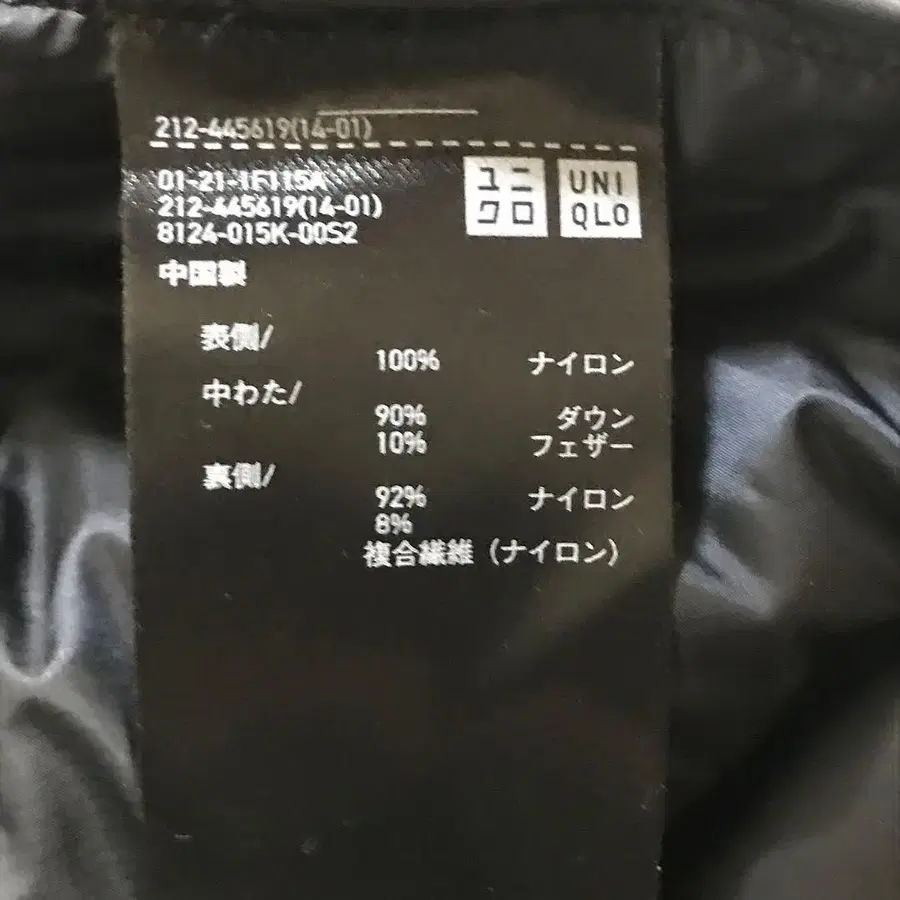 212-445619(14-01)
01-21-1F115A
212-445619(14-01)
8124-015K-00S2
ユニ
クロ
UNI
QLO
中国製
表側/
100% ナイロン
中わた/
90% ダウン
10% フェザー
裏側/
92% ナイロン
8%
複合繊維(ナイロン)